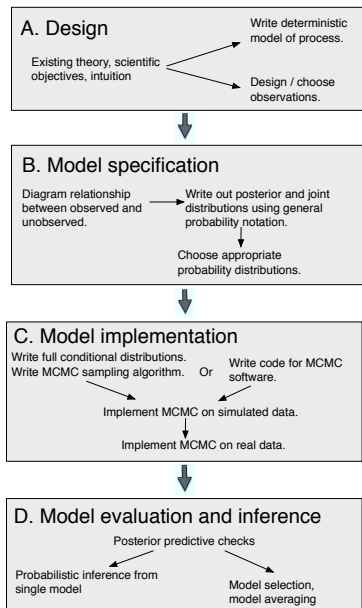 A. Design
Write deterministic
model of process.
Existing theory, scientific
objectives, intuition
Design / choose
observations.
B. Model specification
Diagram relationship
between observed and
unobserved.
Write out posterior and joint
distributions using general
probability notation.
Choose appropriate
probability distributions.
C. Model implementation
Write full conditional distributions.
Write MCMC sampling algorithm.
Or
Write code for MCMC
software.
Implement MCMC on simulated data.
Implement MCMC on real data.
D. Model evaluation and inference
Posterior predictive checks
Probabilistic inference from
single model
Model selection,
model averaging